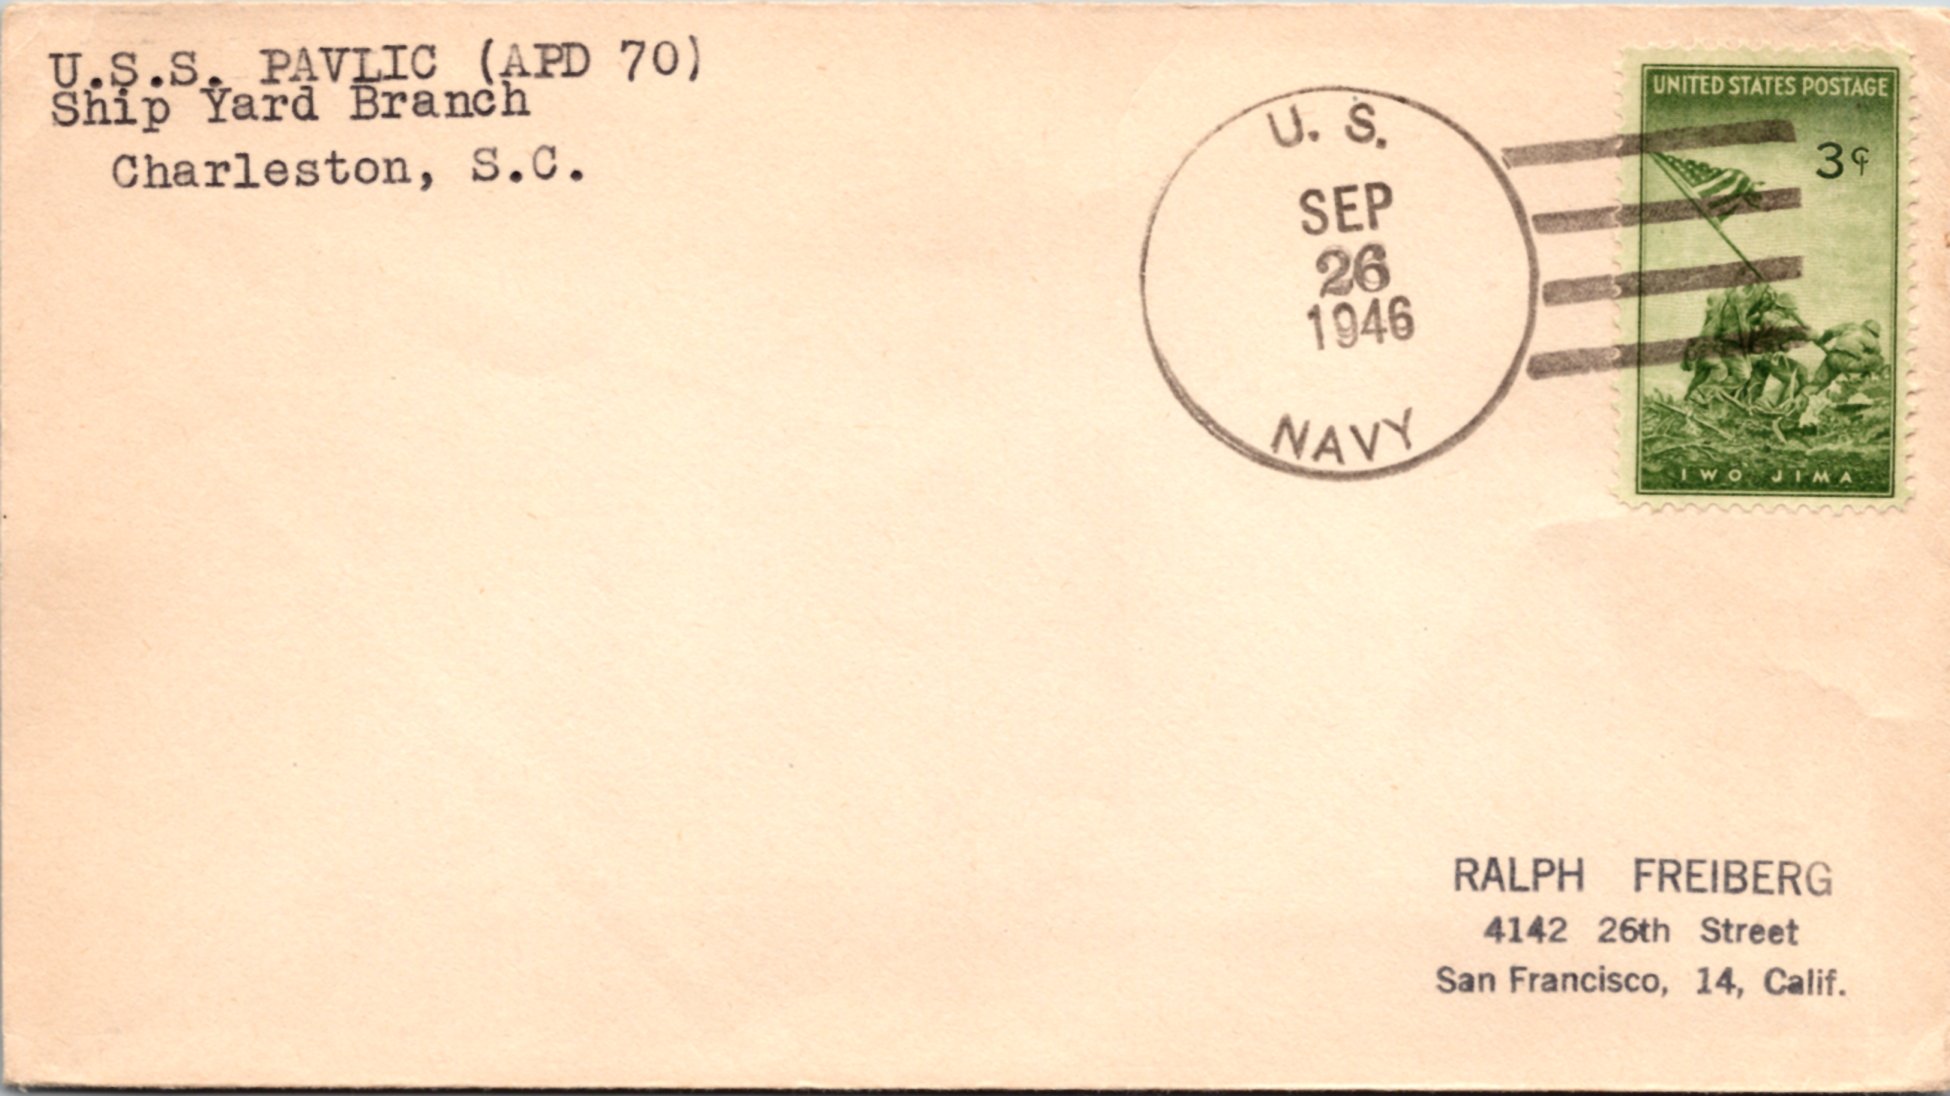 U.S.S. PAVLIC (APD 70)
Ship Yard Branch
Charleston, S.C.
U. S.
SEP
26
1946
NAVY
UNITED STATES POSTAGE
3¢
IWO JIMA
RALPH FREIBERG
4142 26th Street
San Francisco, 14, Calif.